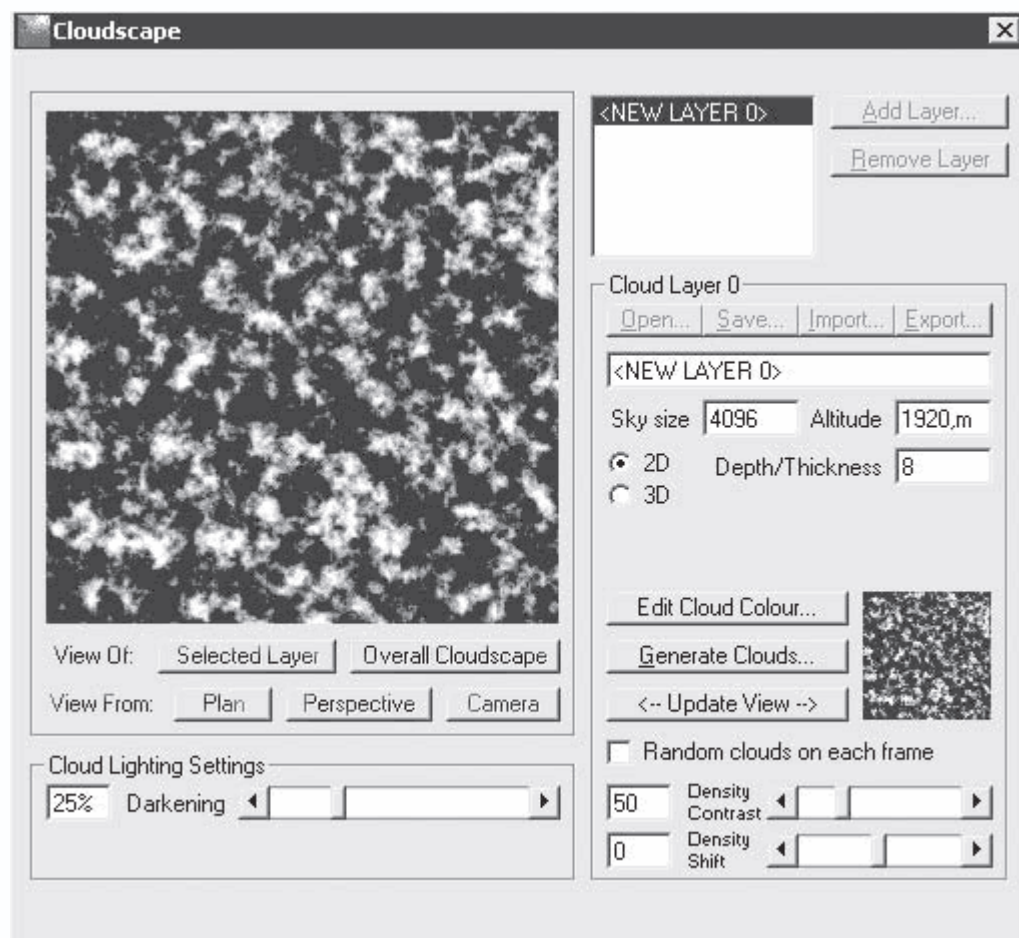 Cloudscape
<NEW LAYER 0>
Add Layer...
Remove Layer
Cloud Layer 0
Open... Save... Import... Export...
<NEW LAYER 0>
Sky size 4096 Altitude 1920,m
2D Depth/Thickness 8
3D
Edit Cloud Colour...
Generate Clouds...
<-- Update View -->
Random clouds on each frame
50 Density Contrast
0 Density Shift
View Of: Selected Layer Overall Cloudscape
View From: Plan Perspective Camera
Cloud Lighting Settings
25% Darkening